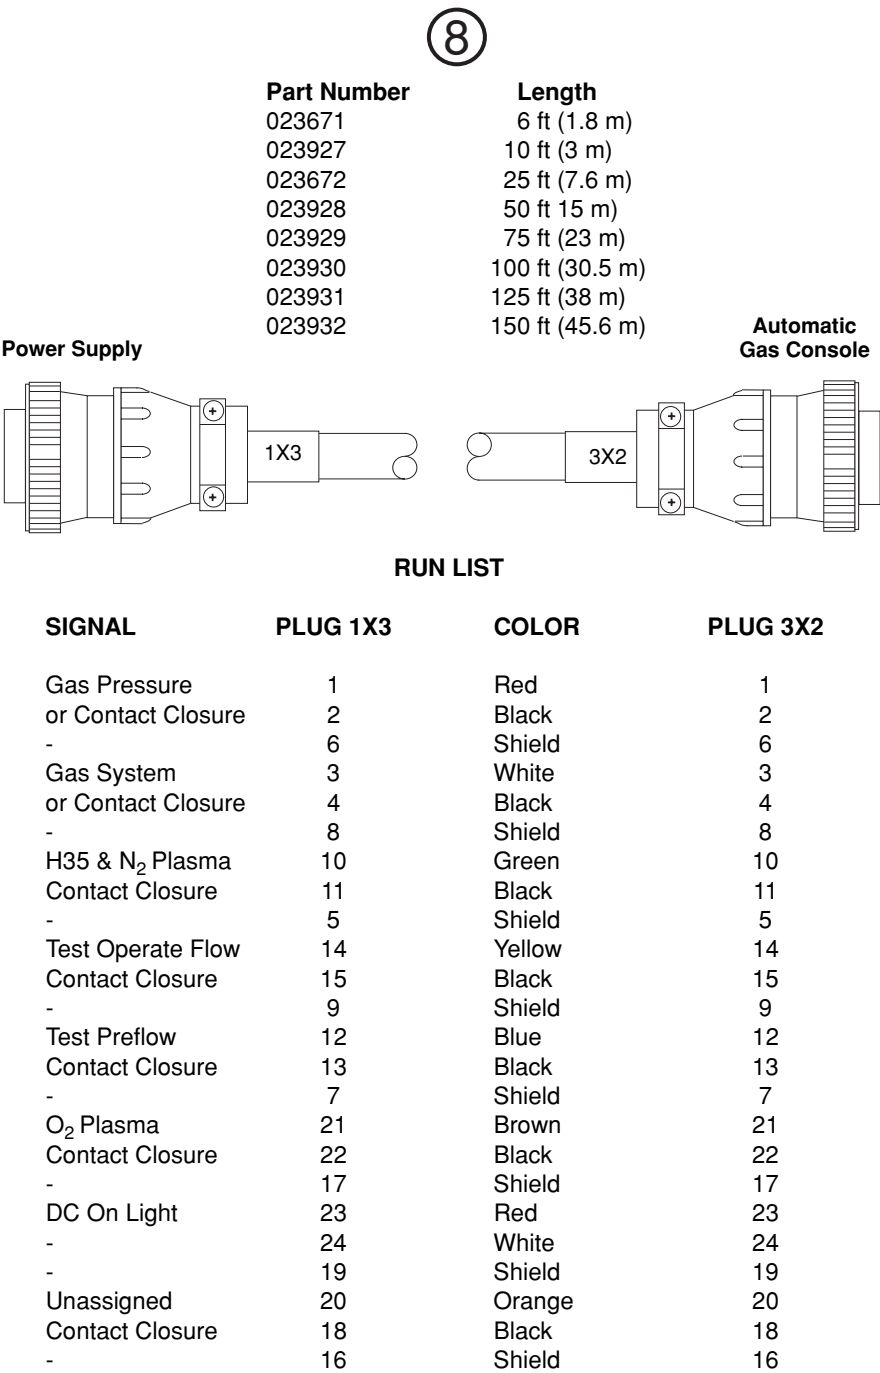 8
Part Number Length
023671 6 ft (1.8 m)
023927 10 ft (3 m)
023672 25 ft (7.6 m)
023928 50 ft 15 m)
023929 75 ft (23 m)
023930 100 ft (30.5 m)
023931 125 ft (38 m)
023932 150 ft (45.6 m)
Power Supply
Automatic
Gas Console
1X3
3X2
RUN LIST
SIGNAL PLUG 1X3 COLOR PLUG 3X2
Gas Pressure 1 Red 1
or Contact Closure 2 Black 2
- 6 Shield 6
Gas System 3 White 3
or Contact Closure 4 Black 4
- 8 Shield 8
H35 & N₂ Plasma 10 Green 10
Contact Closure 11 Black 11
- 5 Shield 5
Test Operate Flow 14 Yellow 14
Contact Closure 15 Black 15
- 9 Shield 9
Test Preflow 12 Blue 12
Contact Closure 13 Black 13
- 7 Shield 7
O₂ Plasma 21 Brown 21
Contact Closure 22 Black 22
- 17 Shield 17
DC On Light 23 Red 23
- 24 White 24
- 19 Shield 19
Unassigned 20 Orange 20
Contact Closure 18 Black 18
- 16 Shield 16